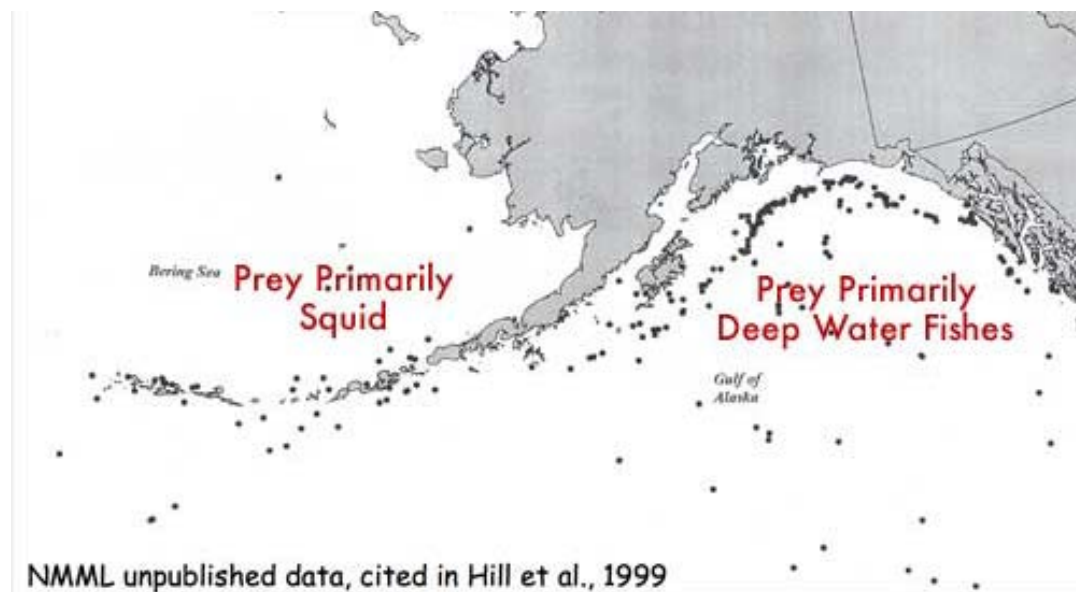 Bering Sea
Prey Primarily
Squid
Prey Primarily
Deep Water Fishes
Gulf of
Alaska
NMML unpublished data, cited in Hill et al., 1999